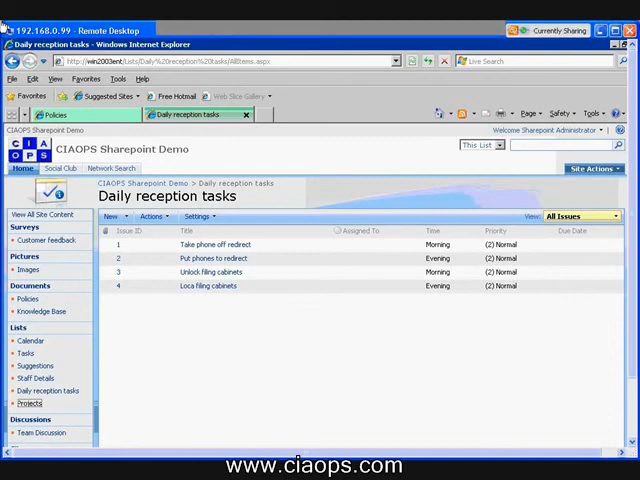 192.168.0.99 - Remote Desktop
Currently Sharing
Daily reception tasks - Windows Internet Explorer
http://win2003ent/Lists/Daily%20reception%20tasks/AllItems.aspx
Live Search
File Edit View Favorites Tools Help
Favorites Suggested Sites Free Hotmail Web Slice Gallery
Policies Daily reception tasks Page Safety Tools
CIAOPS Sharepoint Demo Welcome Sharepoint Administrator
C I A
O P S
CIAOPS Sharepoint Demo This List
Home Social Club Network Search Site Actions
CIAOPS Sharepoint Demo > Daily reception tasks
Daily reception tasks
View All Site Content
New Actions Settings View: All Issues
Issue ID Title Assigned To Time Priority Due Date
1 Take phone off redirect Morning (2) Normal
2 Put phones to redirect Evening (2) Normal
3 Unlock filing cabinets Morning (2) Normal
4 Loca filing cabinets Evening (2) Normal
Surveys
Customer feedback
Pictures
Images
Documents
Policies
Knowledge Base
Lists
Calendar
Tasks
Suggestions
Staff Details
Daily reception tasks
Projects
Discussions
Team Discussion
www.ciaops.com